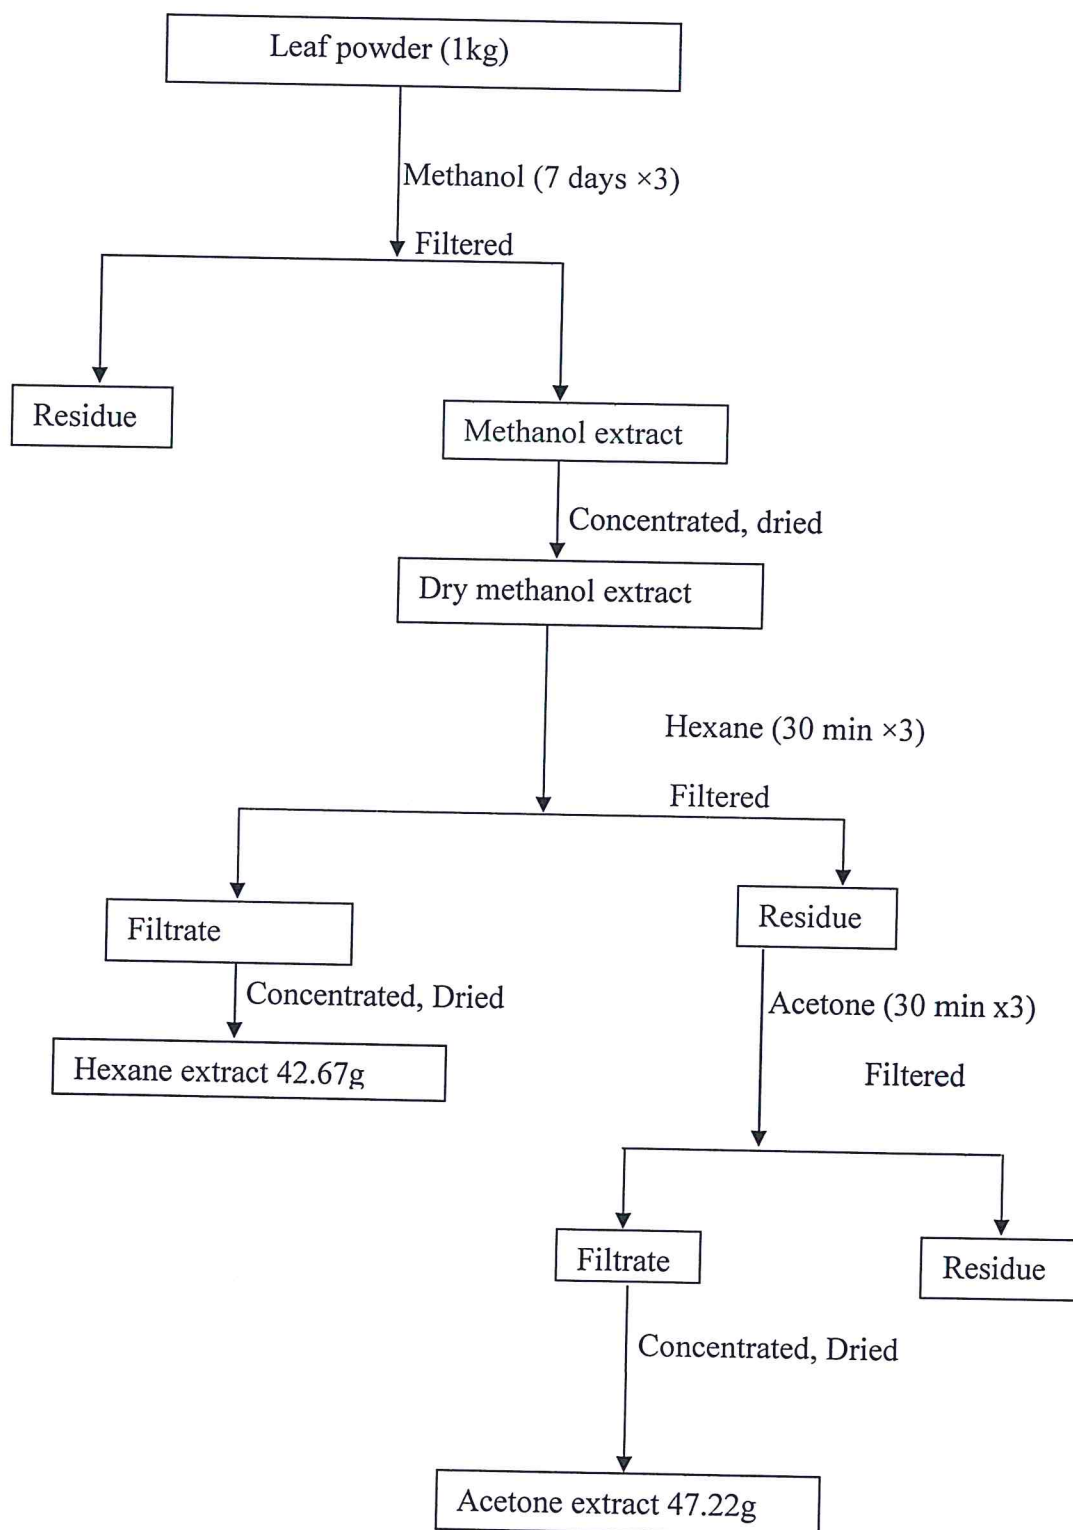 Leaf powder (1kg)
Methanol (7 days ×3)
Filtered
Residue
Methanol extract
Concentrated, dried
Dry methanol extract
Hexane (30 min ×3)
Filtered
Filtrate
Residue
Concentrated, Dried
Acetone (30 min x3)
Hexane extract 42.67g
Filtered
Filtrate
Residue
Concentrated, Dried
Acetone extract 47.22g